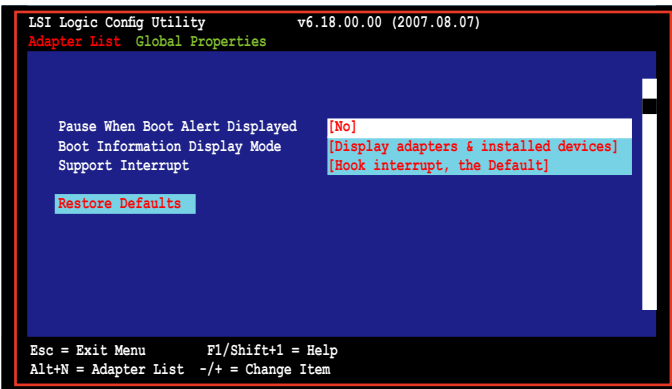 LSI Logic Config Utility v6.18.00.00 (2007.08.07)
Adapter List Global Properties
Pause When Boot Alert Displayed [No]
Boot Information Display Mode [Display adapters & installed devices]
Support Interrupt [Hook interrupt, the Default]
Restore Defaults
Esc = Exit Menu F1/Shift+1 = Help
Alt+N = Adapter List -/+ = Change Item